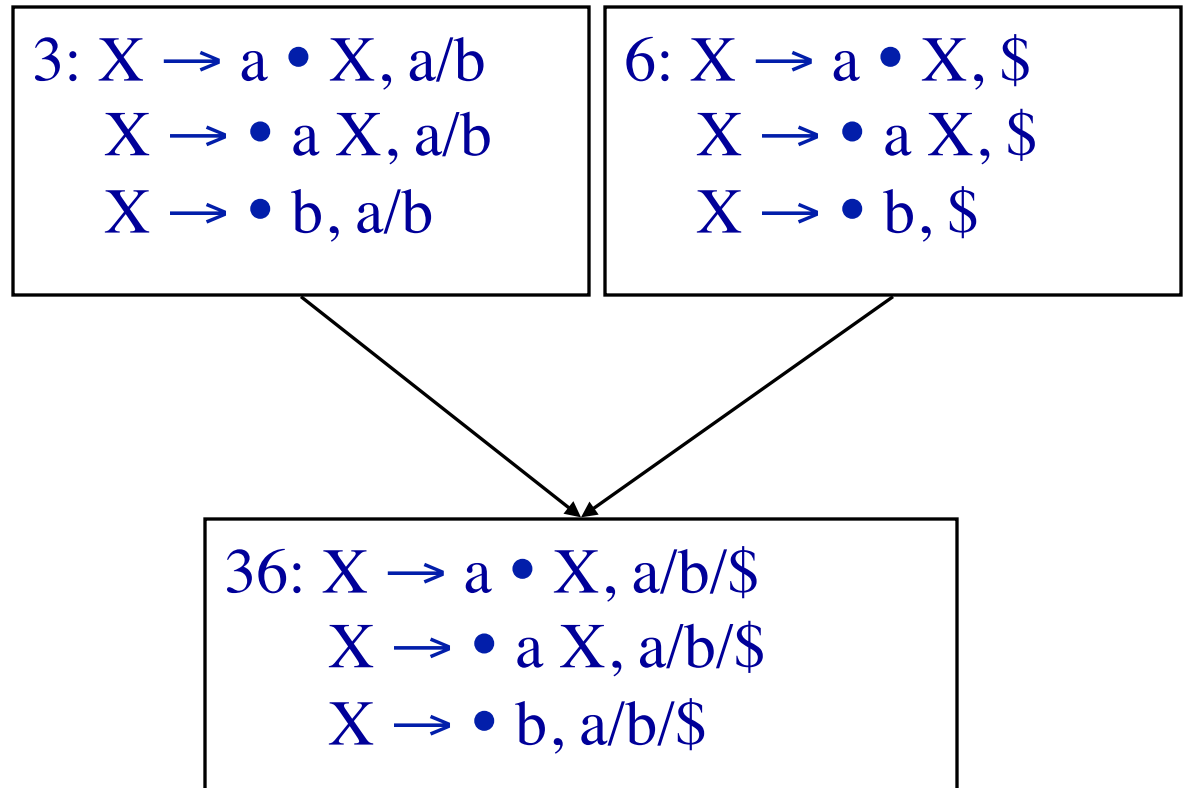 3: X → a • X, a/b
X → • a X, a/b
X → • b, a/b
6: X → a • X, $
X → • a X, $
X → • b, $
36: X → a • X, a/b/$
X → • a X, a/b/$
X → • b, a/b/$